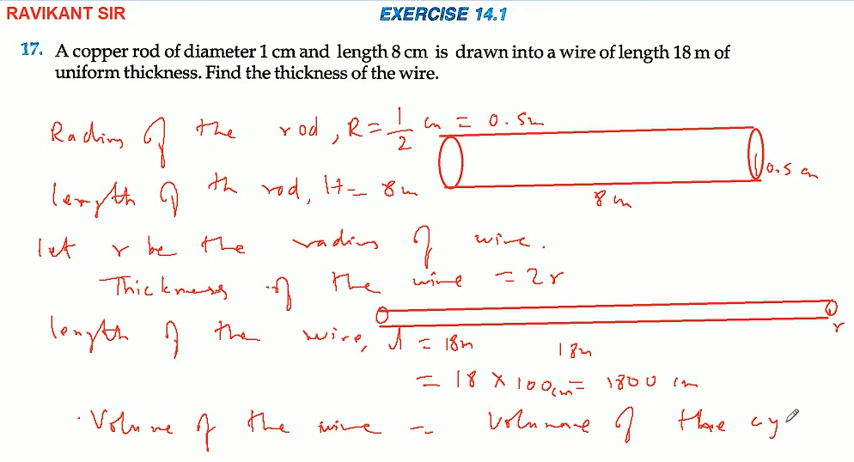 RAVIKANT SIR EXERCISE 14.1
17. A copper rod of diameter 1 cm and length 8 cm is drawn into a wire of length 18 m of
uniform thickness. Find the thickness of the wire.
Radius of the rod, R = 1/2 cm = 0.5cm
0.5 cm
length of the rod, H = 8cm
8 cm
let r be the radius of wire.
Thickness of the wire = 2r
length of the wire, h = 18m
18m
r
= 18 × 100cm = 1800 cm
Volume of the wire = Volume of the cy